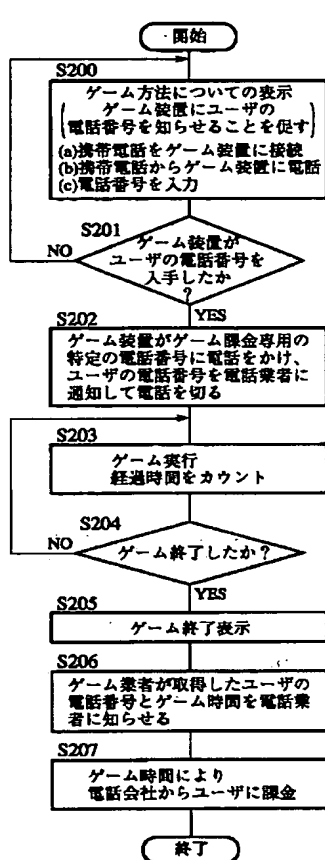 開始
S200
ゲーム方法についての表示
(ゲーム装置にユーザの
電話番号を知らせることを促す)
(a)携帯電話をゲーム装置に接続
(b)携帯電話からゲーム装置に電話
(c)電話番号を入力
S201
ゲーム装置が
ユーザの電話番号を
入手したか
?
NO
YES
S202
ゲーム装置がゲーム課金専用の
特定の電話番号に電話をかけ、
ユーザの電話番号を電話業者に
通知して電話を切る
S203
ゲーム実行
経過時間をカウント
S204
ゲーム終了したか?
NO
YES
S205
ゲーム終了表示
S206
ゲーム業者が取得したユーザの
電話番号とゲーム時間を電話業
者に知らせる
S207
ゲーム時間により
電話会社からユーザに課金
終了